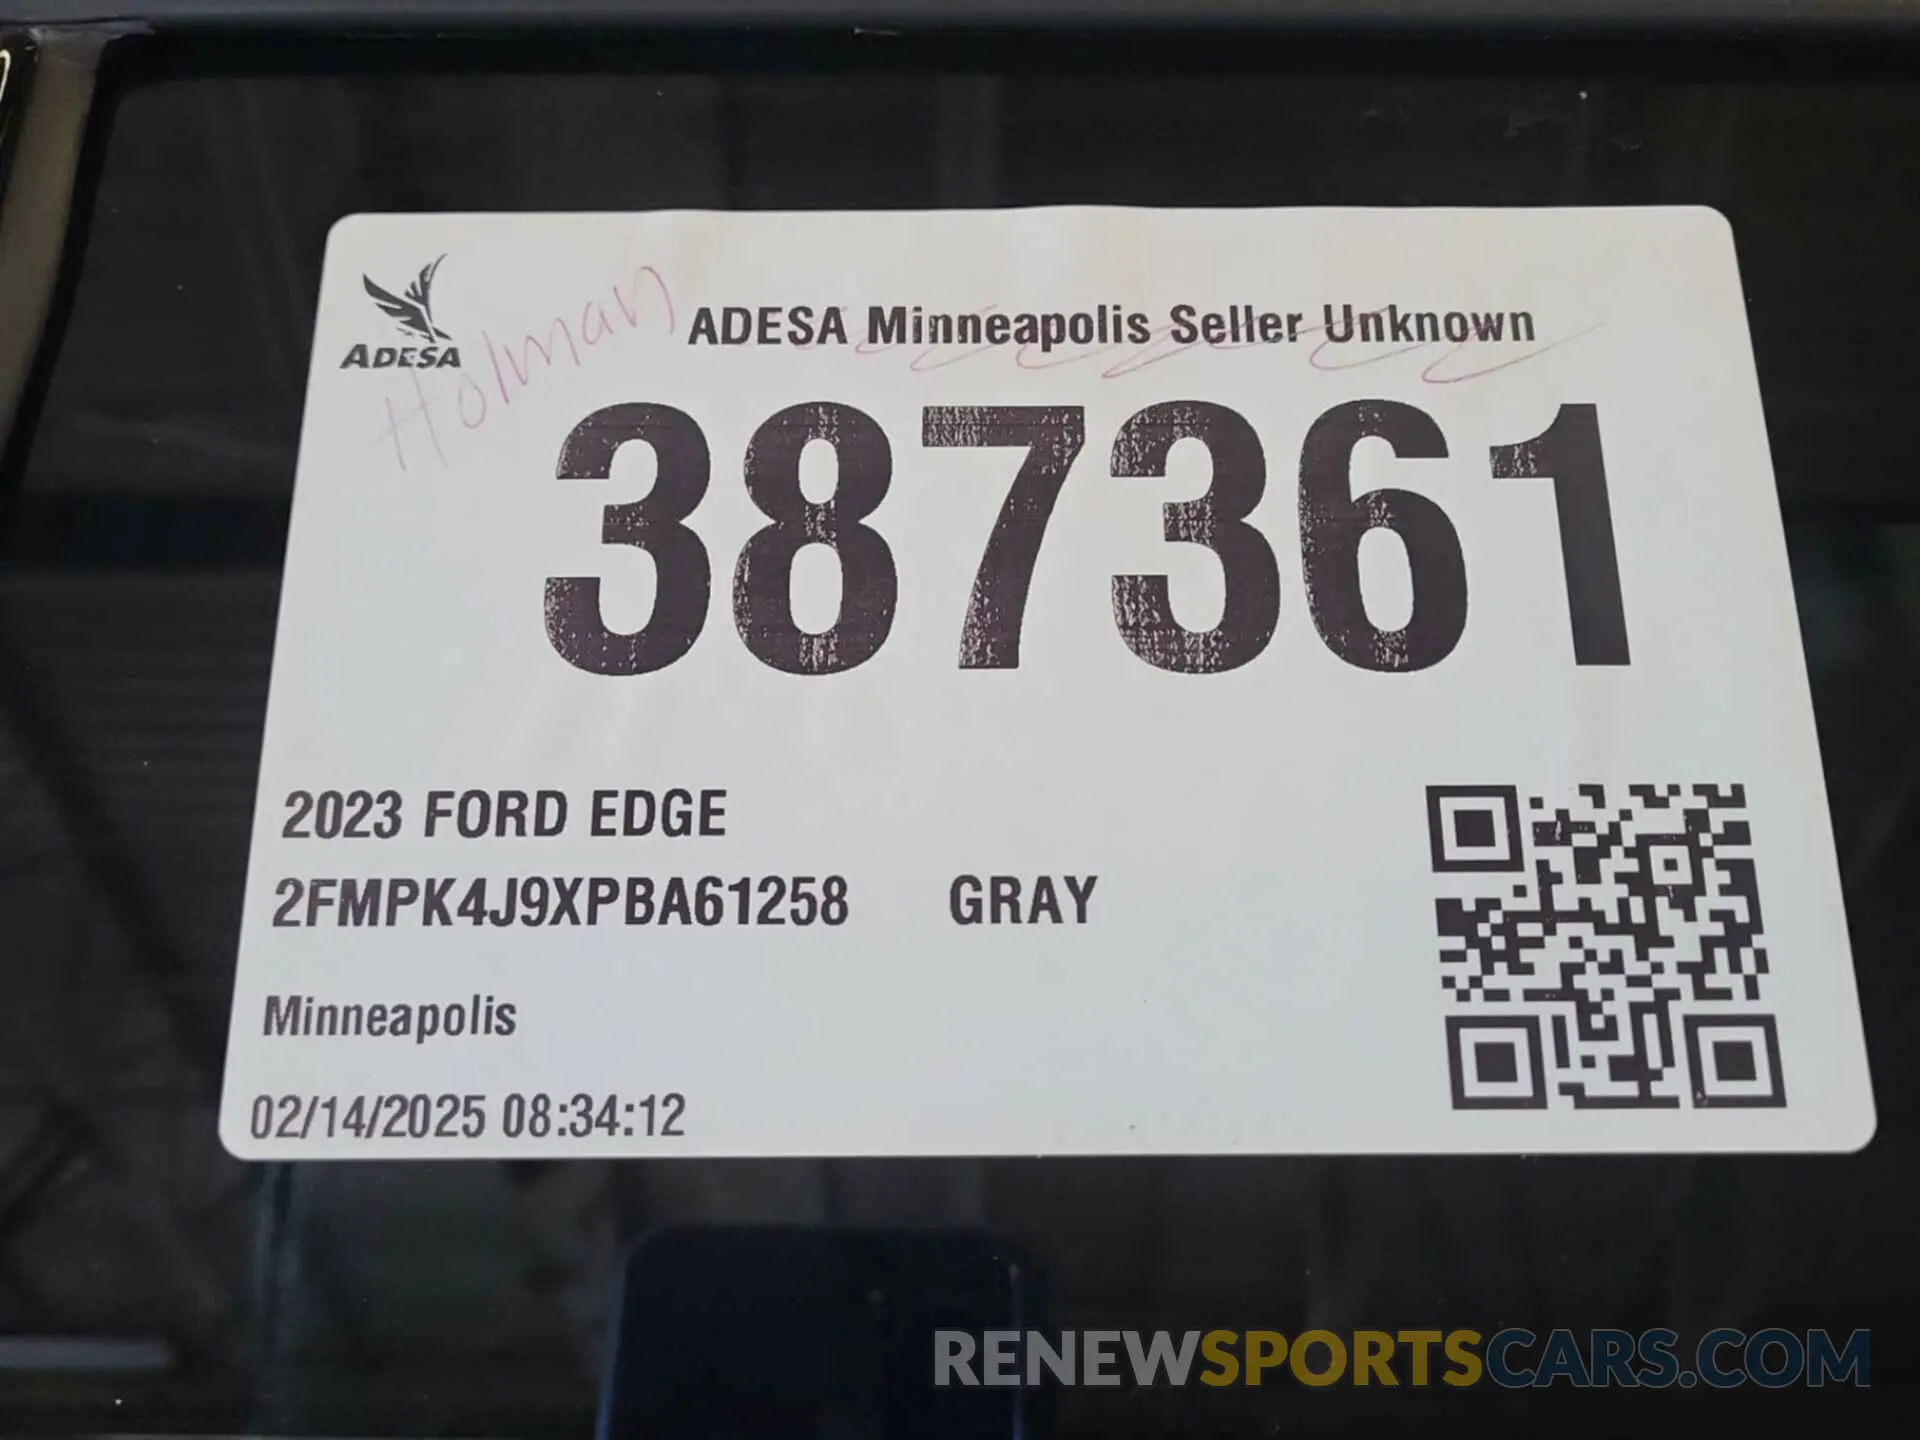 ADESA
Holman
ADESA Minneapolis Seller Unknown
387361
2023 FORD EDGE
2FMPK4J9XPBA61258 GRAY
Minneapolis
02/14/2025 08:34:12
RENEWSPORTSCARS.COM